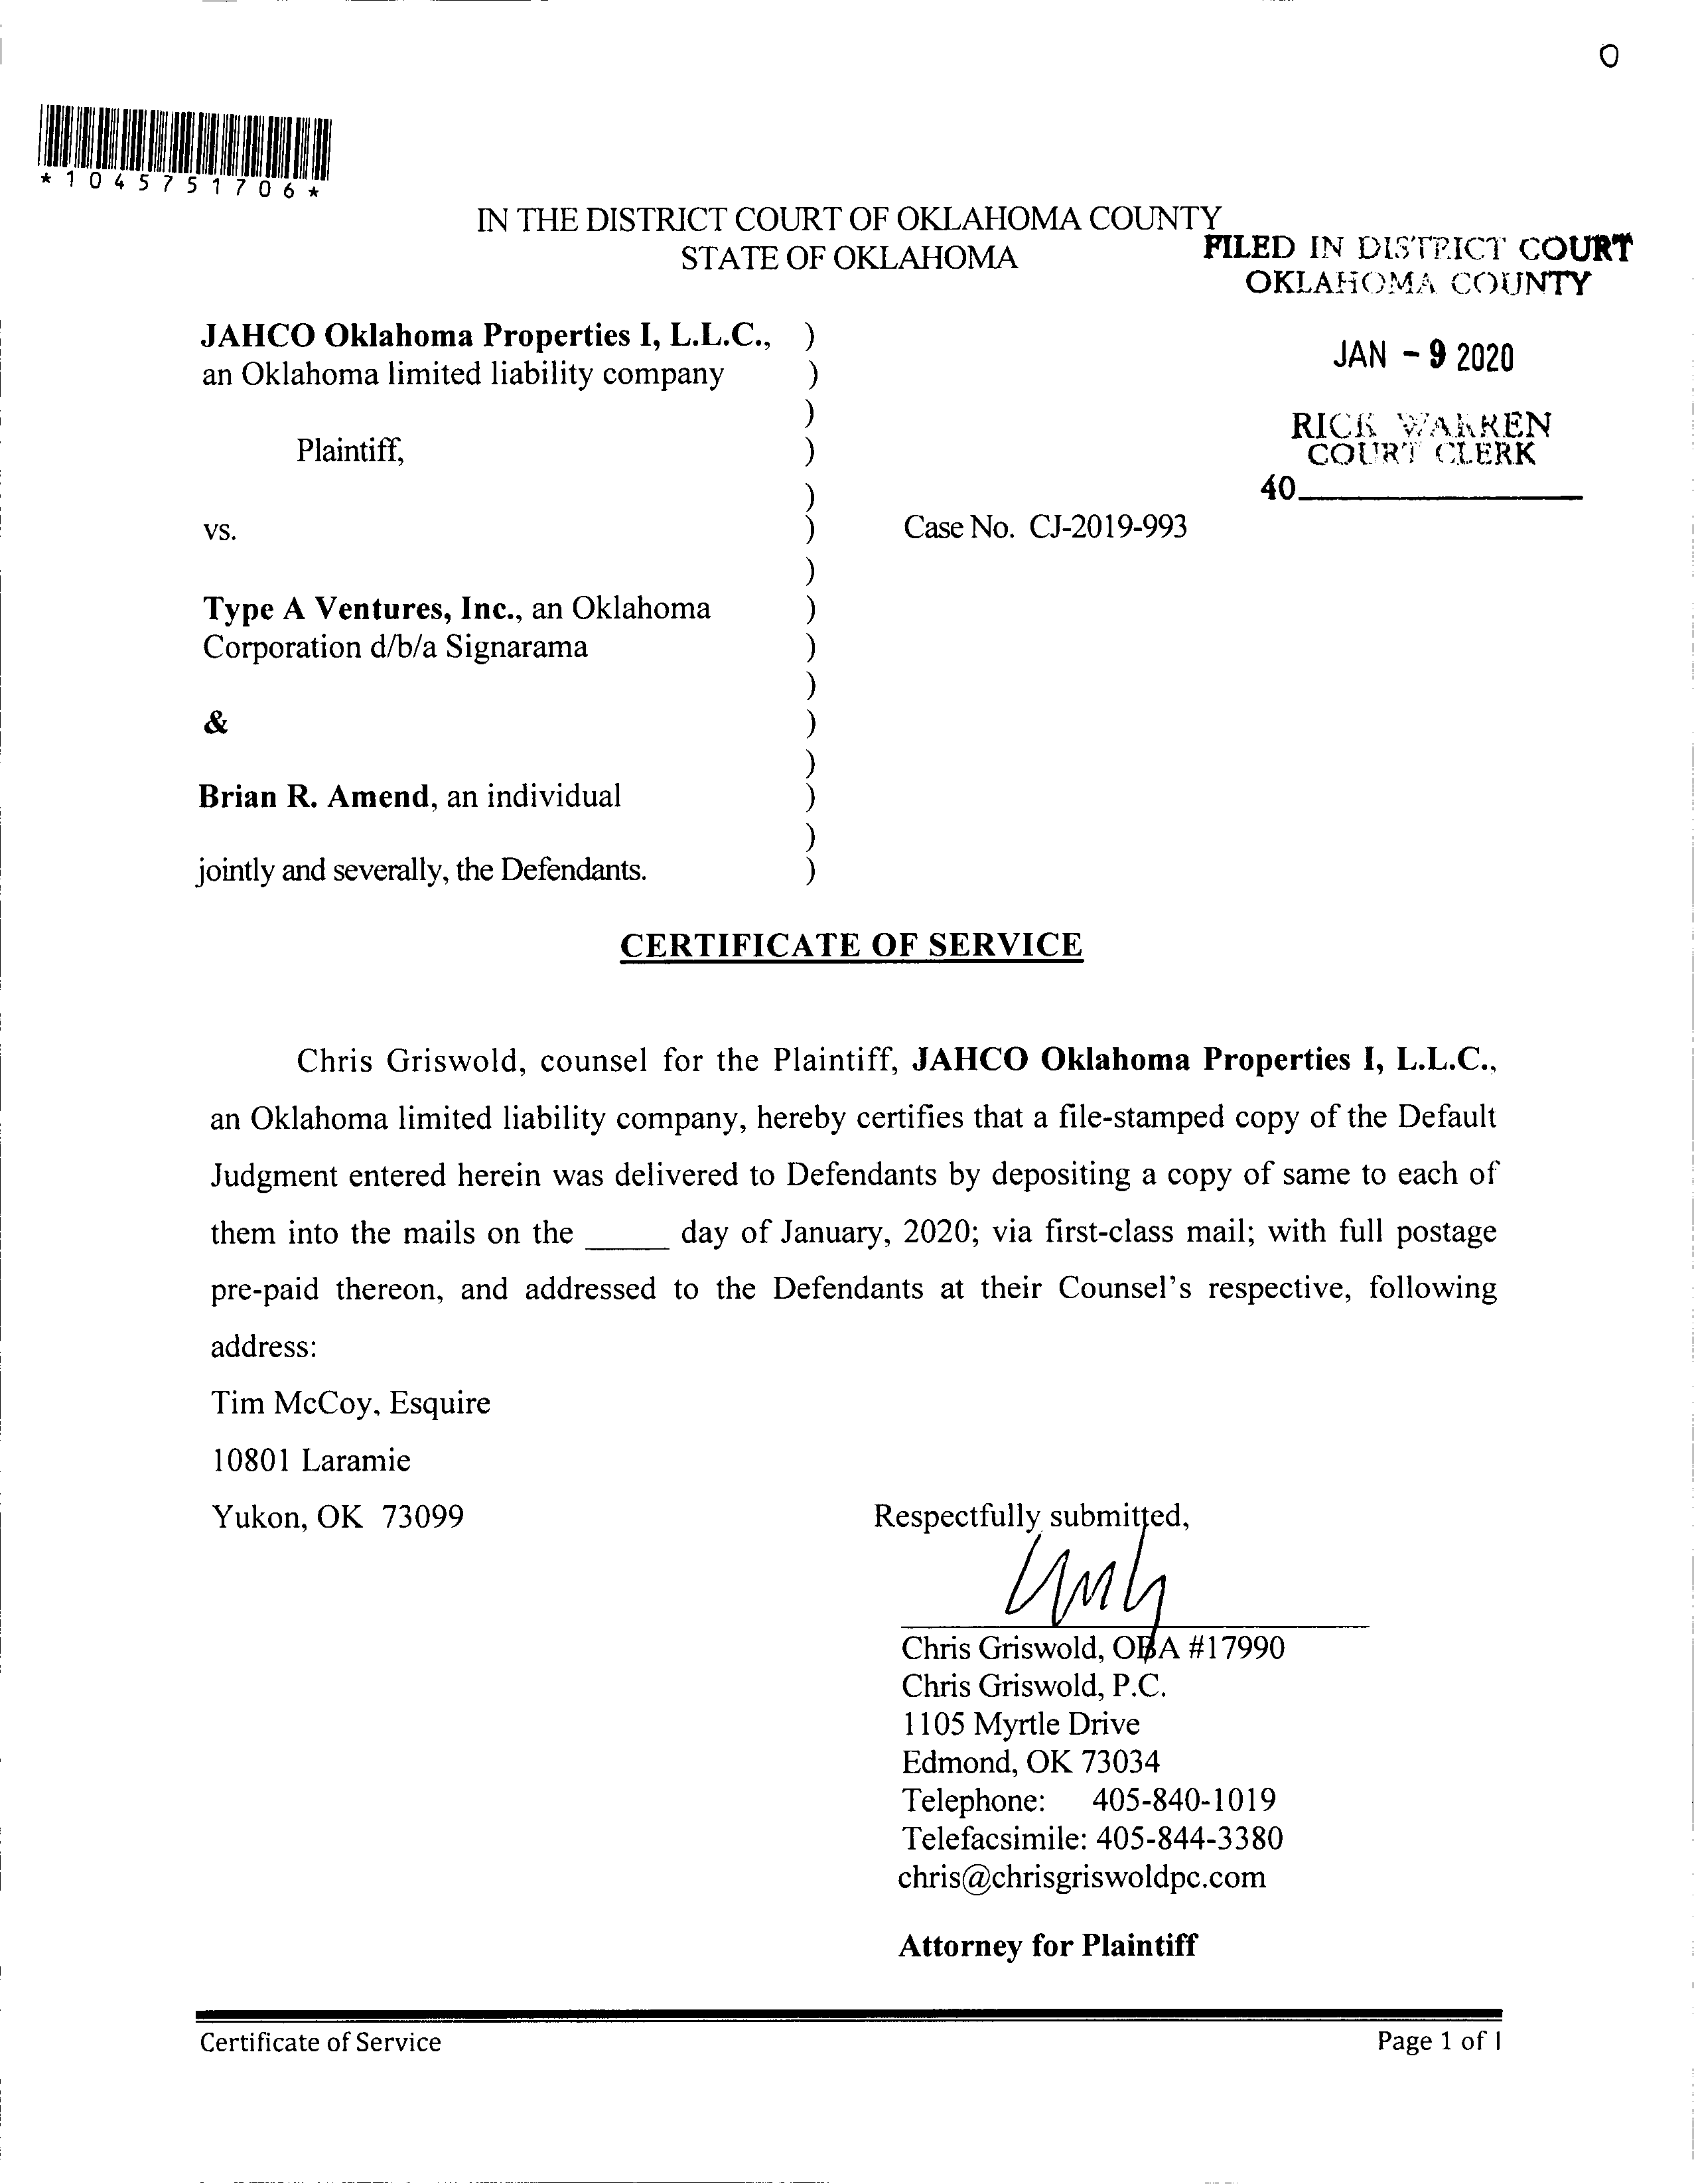 O
*1045751706*
IN THE DISTRICT COURT OF OKLAHOMA COUNTY
STATE OF OKLAHOMA
FILED IN DISTRICT COURT
OKLAHOMA COUNTY
JAHCO Oklahoma Properties I, L.L.C., )
an Oklahoma limited liability company )
JAN - 9 2020
)
RICK WARREN
Plaintiff, )
COURT CLERK
40
)
vs. ) Case No. CJ-2019-993
)
Type A Ventures, Inc., an Oklahoma )
Corporation d/b/a Signarama )
)
& )
)
Brian R. Amend, an individual )
)
jointly and severally, the Defendants. )
CERTIFICATE OF SERVICE
Chris Griswold, counsel for the Plaintiff, JAHCO Oklahoma Properties I, L.L.C.,
an Oklahoma limited liability company, hereby certifies that a file-stamped copy of the Default
Judgment entered herein was delivered to Defendants by depositing a copy of same to each of
them into the mails on the _____ day of January, 2020; via first-class mail; with full postage
pre-paid thereon, and addressed to the Defendants at their Counsel's respective, following
address:
Tim McCoy, Esquire
10801 Laramie
Yukon, OK 73099
Respectfully submitted,
Chris Griswold, OBA #17990
Chris Griswold, P.C.
1105 Myrtle Drive
Edmond, OK 73034
Telephone: 405-840-1019
Telefacsimile: 405-844-3380
chris@chrisgriswoldpc.com
Attorney for Plaintiff
Certificate of Service Page 1 of 1